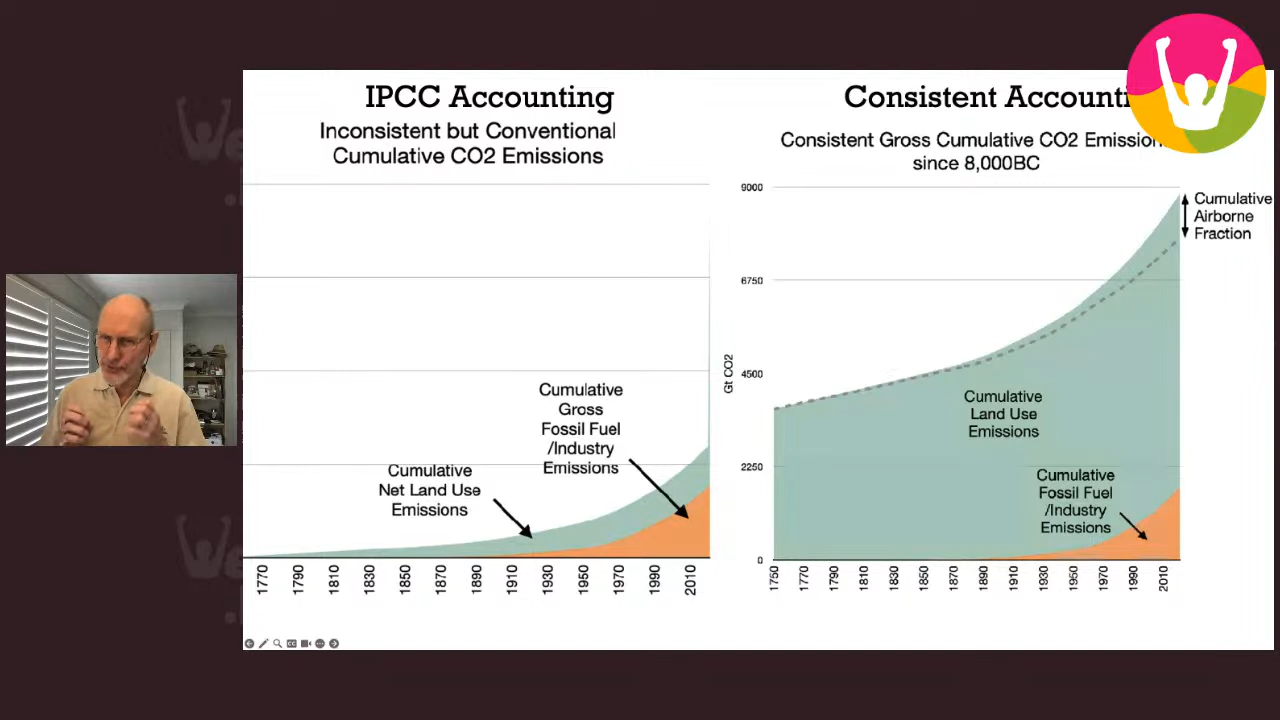 IPCC Accounting
Inconsistent but Conventional
Cumulative CO2 Emissions
Cumulative
Gross
Fossil Fuel
/Industry
Emissions
Cumulative
Net Land Use
Emissions
1770
1790
1810
1830
1850
1870
1890
1910
1930
1950
1970
1990
2010
Consistent Accounti
Consistent Gross Cumulative CO2 Emission
since 8,000BC
9000
6750
4500
2250
0
Gt CO2
Cumulative
Airborne
Fraction
Cumulative
Land Use
Emissions
Cumulative
Fossil Fuel
/Industry
Emissions
1750
1770
1790
1810
1830
1850
1870
1890
1910
1930
1950
1970
1990
2010